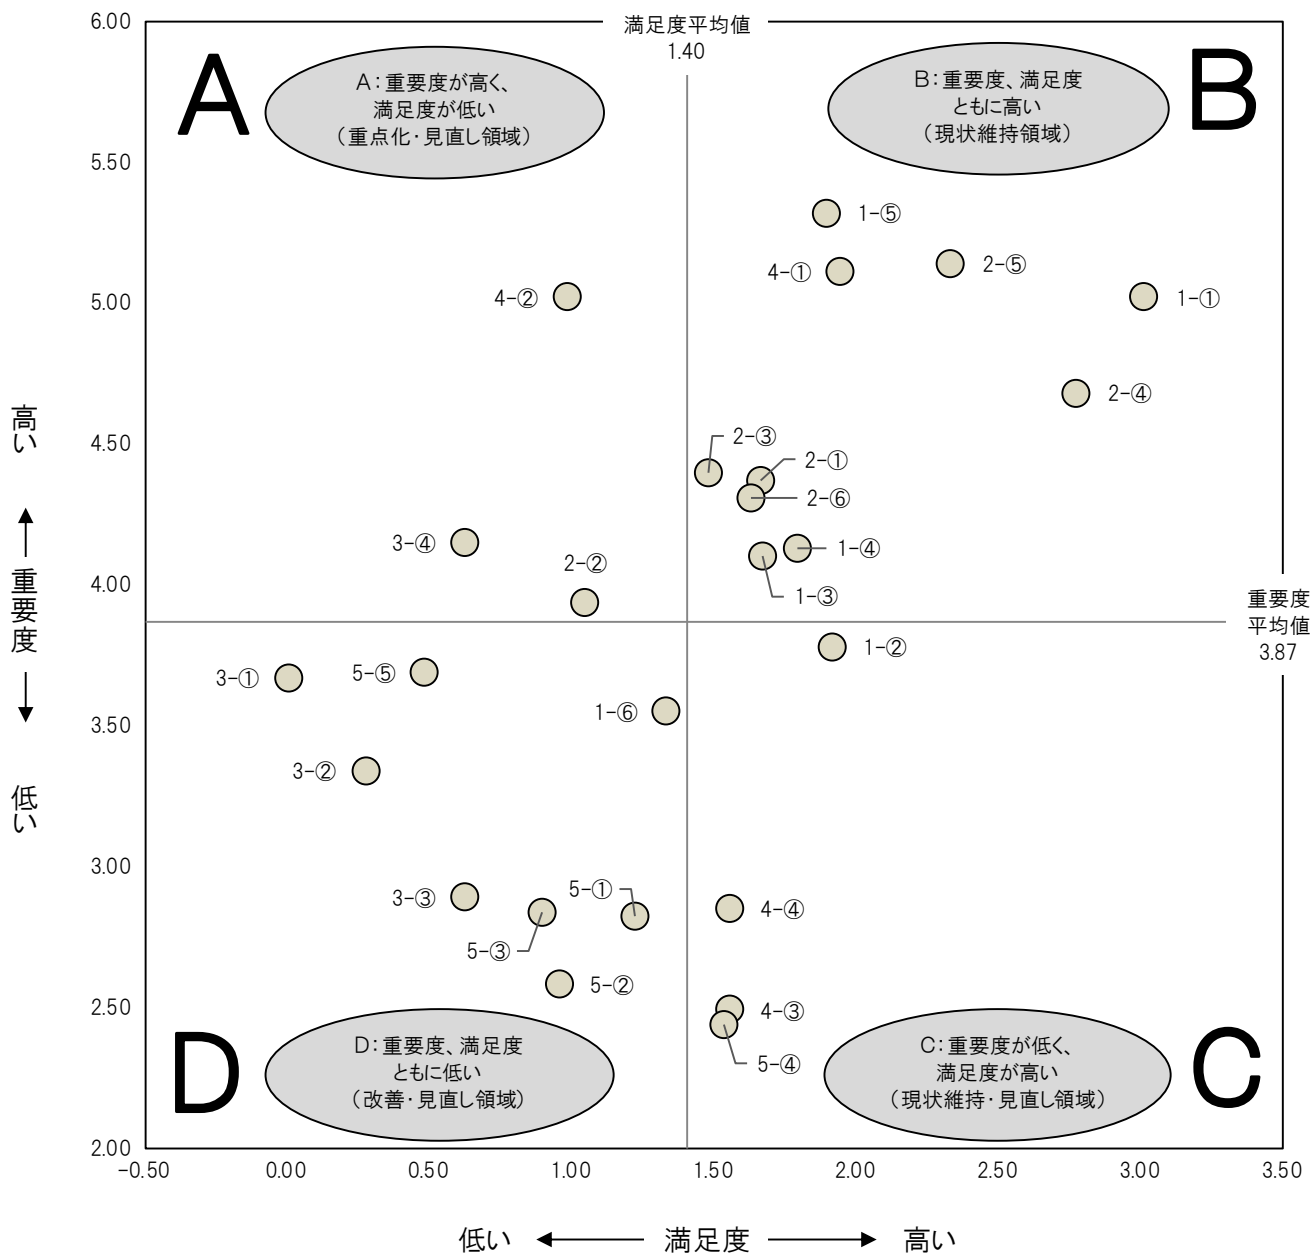 6.00
満足度平均値
1.40
A
A：重要度が高く、
満足度が低い
（重点化・見直し領域）
B：重要度、満足度
ともに高い
（現状維持領域）
B
5.50
1-⑤
4-①
2-⑤
4-②
1-①
5.00
2-④
高い
4.50
2-③
2-①
2-⑥
3-④
1-④
2-②
1-③
4.00
重要度
重要度
平均値
3.87
1-②
3-①
5-⑤
1-⑥
3.50
3-②
低い
3.00
3-③
5-①
4-④
5-③
5-②
2.50
4-③
5-④
D
D：重要度、満足度
ともに低い
（改善・見直し領域）
C：重要度が低く、
満足度が高い
（現状維持・見直し領域）
C
2.00
-0.50
0.00
0.50
1.00
1.50
2.00
2.50
3.00
3.50
低い
満足度
高い